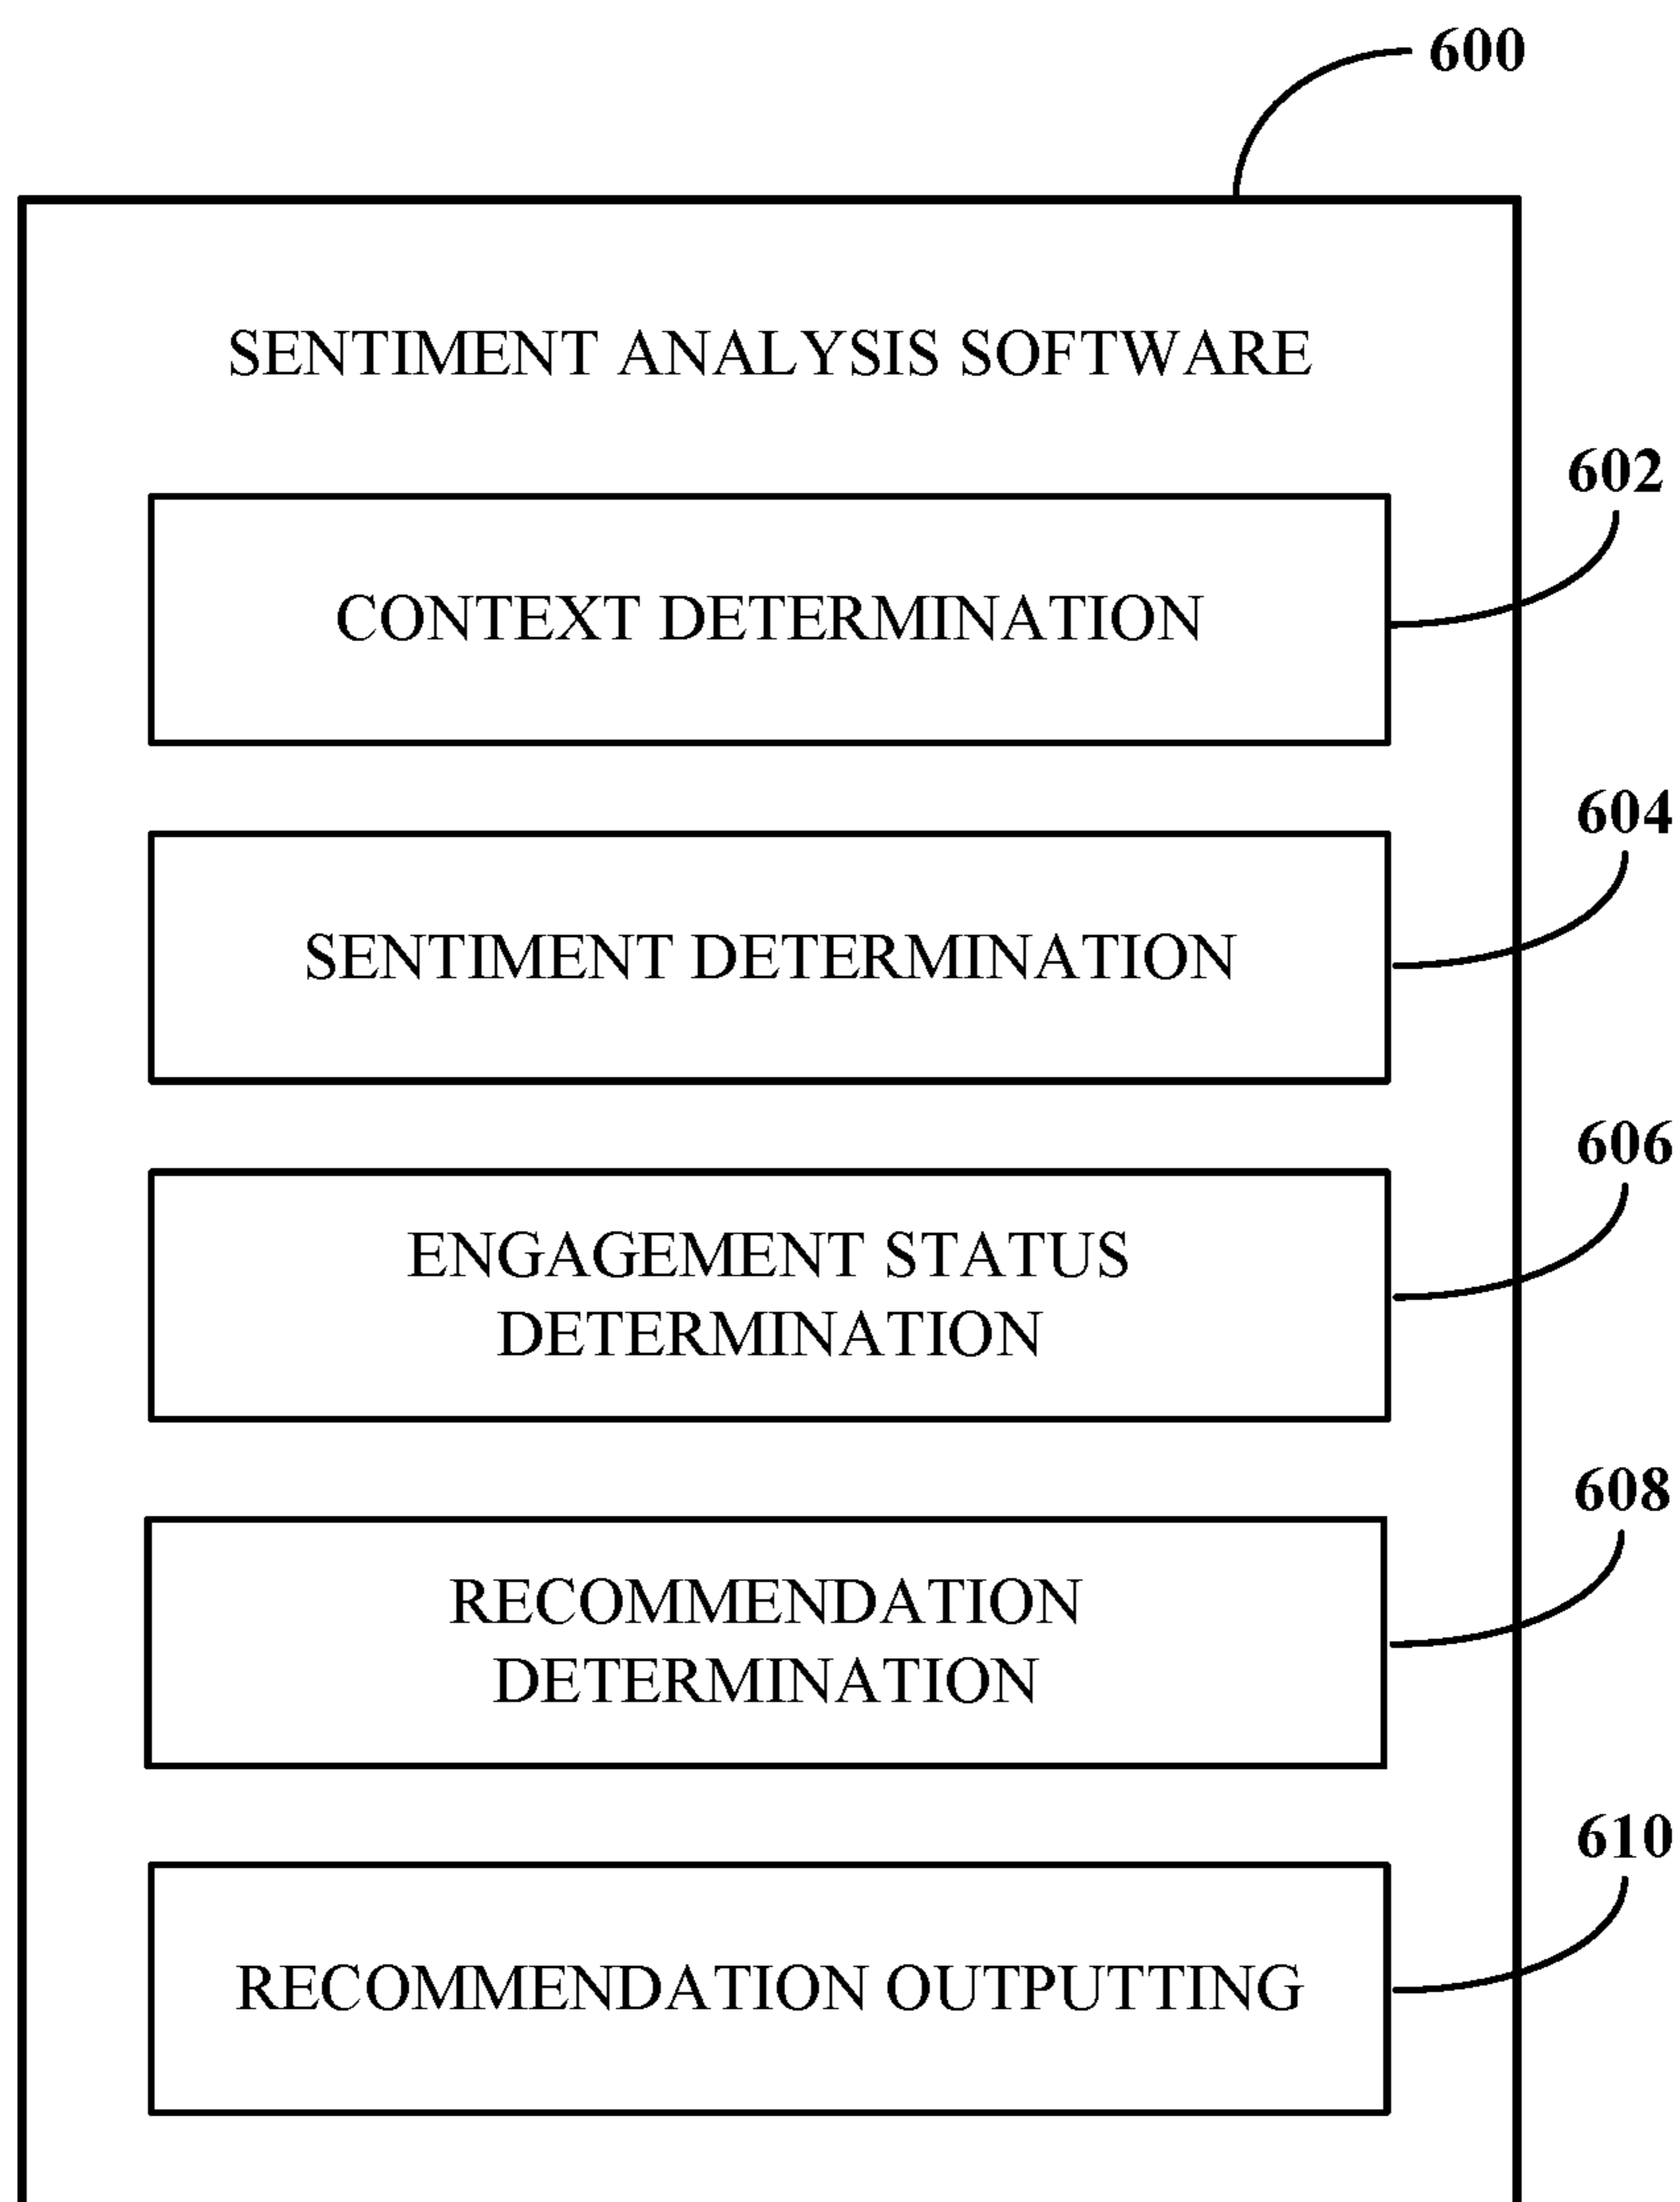 600
SENTIMENT ANALYSIS SOFTWARE
602
CONTEXT DETERMINATION
604
SENTIMENT DETERMINATION
606
ENGAGEMENT STATUS
DETERMINATION
608
RECOMMENDATION
DETERMINATION
610
RECOMMENDATION OUTPUTTING